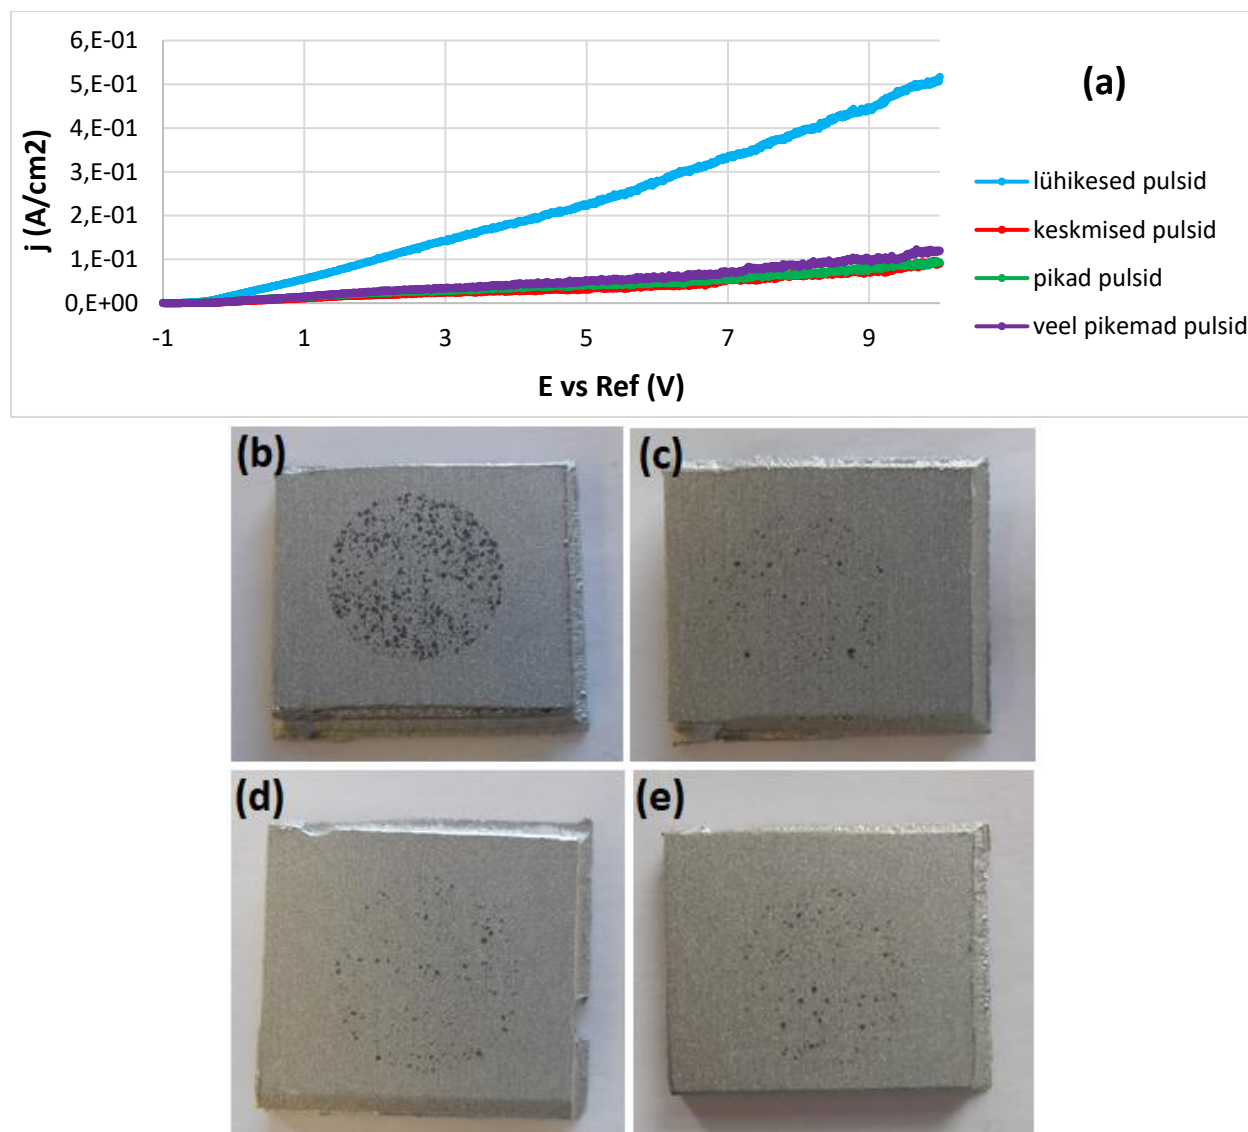 6,E-01
5,E-01
4,E-01
3,E-01
2,E-01
1,E-01
0,E+00
j (A/cm2)
-1
1
3
5
7
9
E vs Ref (V)
(a)
lühikesed pulsid
keskmised pulsid
pikad pulsid
veel pikemad pulsid
(b)
(c)
(d)
(e)